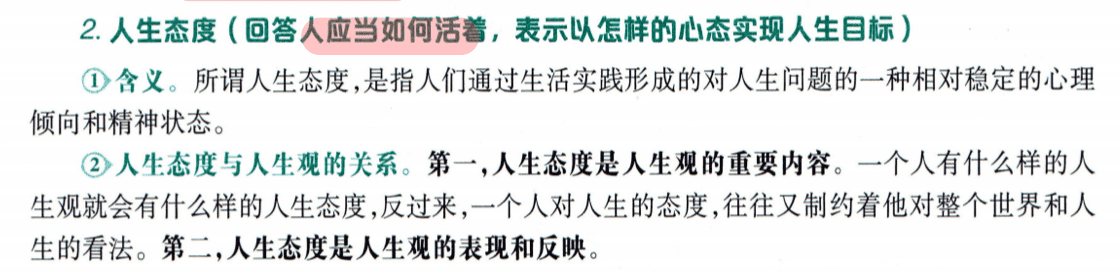 2. 人生态度（回答人应当如何活着，表示以怎样的心态实现人生目标）
①含义。所谓人生态度,是指人们通过生活实践形成的对人生问题的一种相对稳定的心理
倾向和精神状态。
②人生态度与人生观的关系。第一,人生态度是人生观的重要内容。一个人有什么样的人
生观就会有什么样的人生态度,反过来,一个人对人生的态度,往往又制约着他对整个世界和人
生的看法。第二,人生态度是人生观的表现和反映。